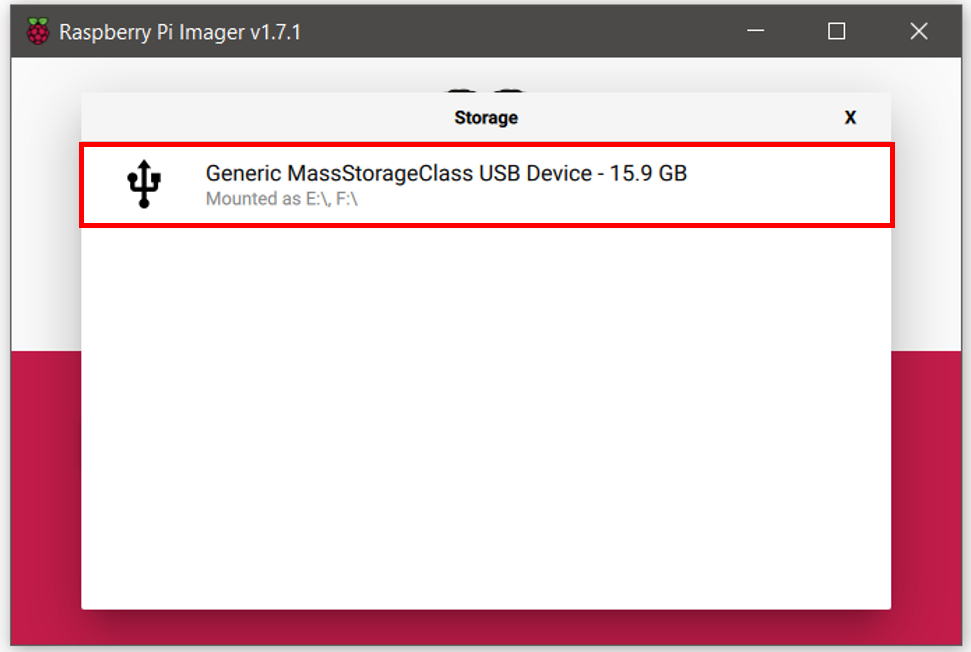 Raspberry Pi Imager v1.7.1
Storage
X
Generic MassStorageClass USB Device - 15.9 GB
Mounted as E:\, F:\